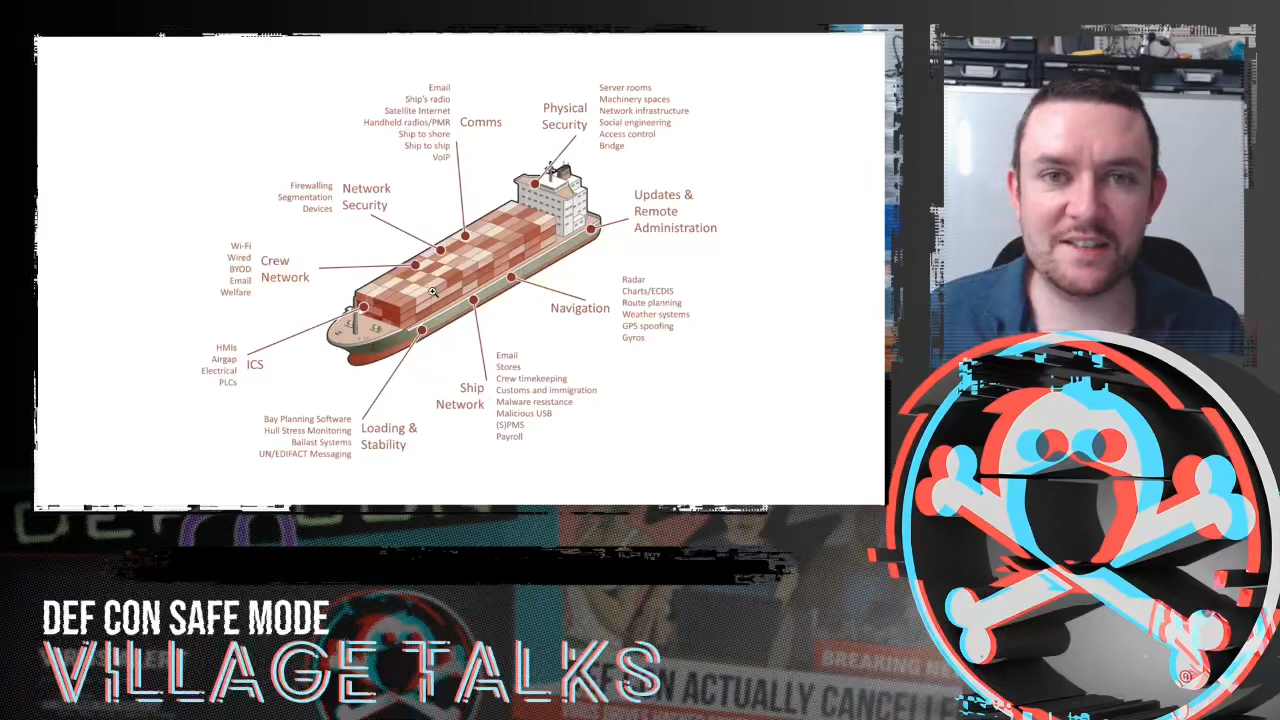 Email
Ship's radio
Satellite Internet
Handheld radios/PMR
Ship to shore
Ship to ship
VoIP
Comms
Physical
Security
Server rooms
Machinery spaces
Network infrastructure
Social engineering
Access control
Bridge
Firewalling
Segmentation
Devices
Network
Security
Updates &
Remote
Administration
Wi-Fi
Wired
BYOD
Email
Welfare
Crew
Network
Navigation
Radar
Charts/ECDIS
Route planning
Weather systems
GPS spoofing
Gyros
HMIs
Airgap
Electrical
PLCs
ICS
Ship
Network
Email
Stores
Crew timekeeping
Customs and immigration
Malware resistance
Malicious USB
(S)PMS
Payroll
Bay Planning Software
Hull Stress Monitoring
Ballast Systems
UN/EDIFACT Messaging
Loading &
Stability
DEF CON SAFE MODE
VILLAGE TALKS
BREAKING
ACTUALLY CANCELLE
®